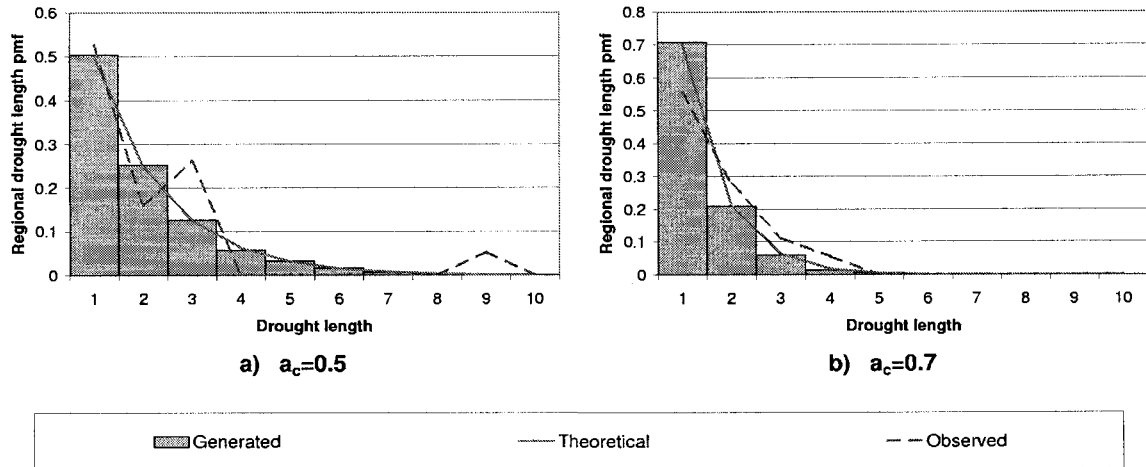 Regional drought length pmf
0.6
0.5
0.4
0.3
0.2
0.1
0
1 2 3 4 5 6 7 8 9 10
Drought length
a) a_c=0.5
Regional drought length pmf
0.8
0.7
0.6
0.5
0.4
0.3
0.2
0.1
0
1 2 3 4 5 6 7 8 9 10
Drought length
b) a_c=0.7
Generated Theoretical Observed